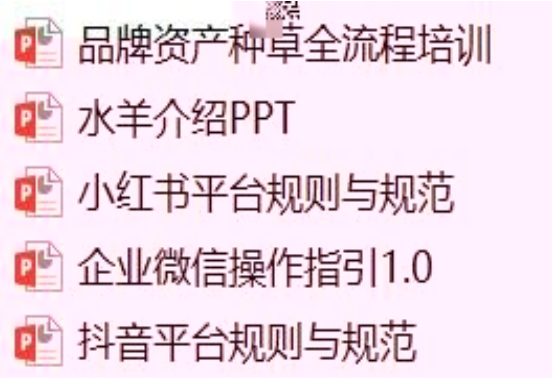 品牌资产种草全流程培训
水羊介绍PPT
小红书平台规则与规范
企业微信操作指引1.0
抖音平台规则与规范